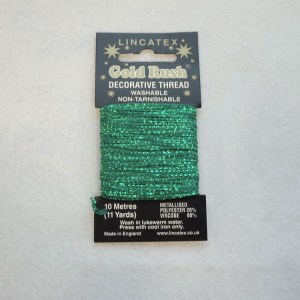 LINCATEX
Gold Rush
DECORATIVE THREAD
WASHABLE
NON-TARNISHABLE
10 Metres
(11 Yards)
METALLISED
POLYESTER 20%
VISCOSE 80%
Wash in lukewarm water.
Press with cool iron only.
Made in England
www.lincatex.co.uk